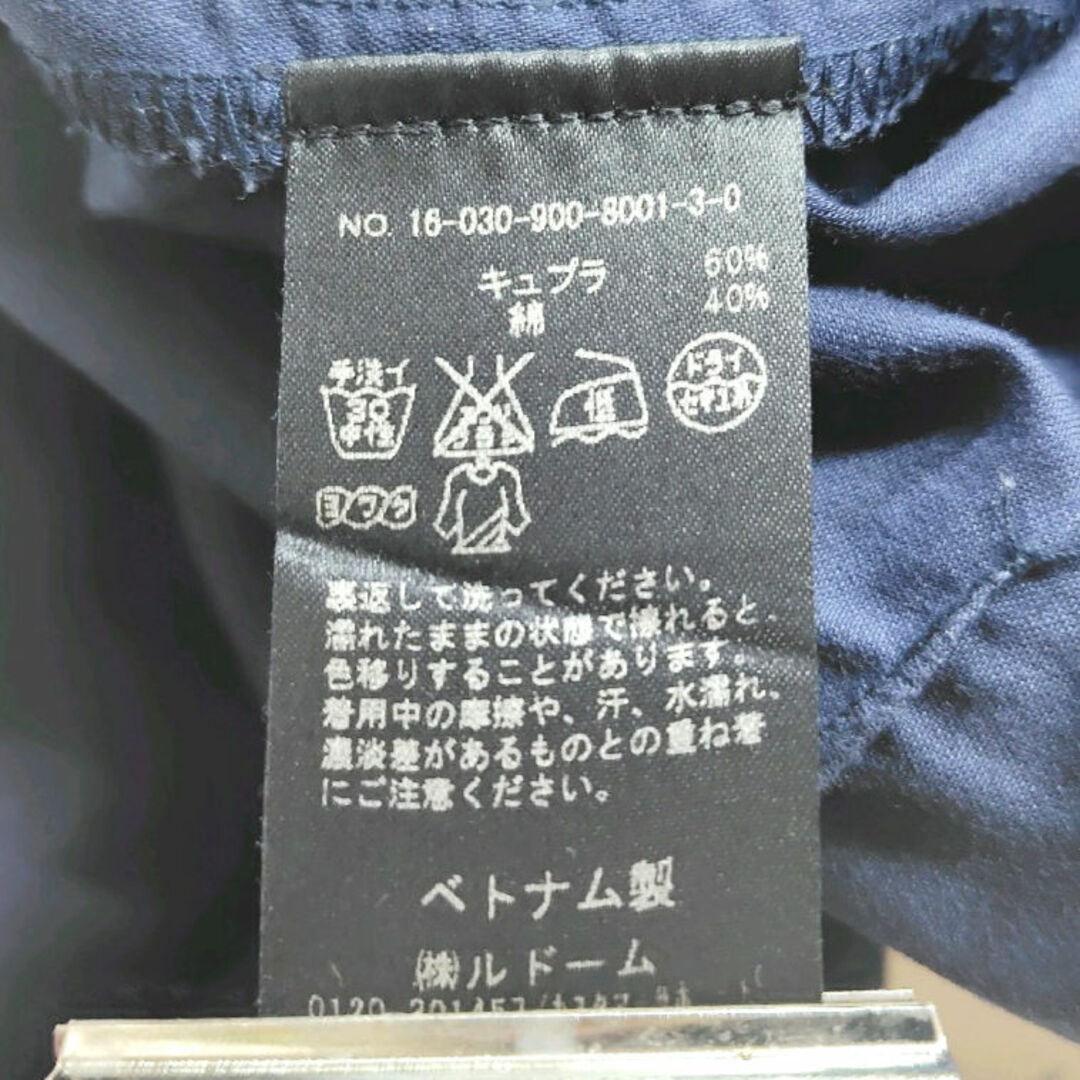 NO. 16-030-900-8001-3-0
キュプラ 60%
綿 40%
手洗イ
30
中性
低
ドライ
セキユ系
ヨワク
裏返して洗ってください。
濡れたままの状態で擦れると、
色移りすることがあります。
着用中の摩擦や、汗、水濡れ、
濃淡差があるものとの重ね着
にご注意ください。
ベトナム製
㈱ルドーム
0120